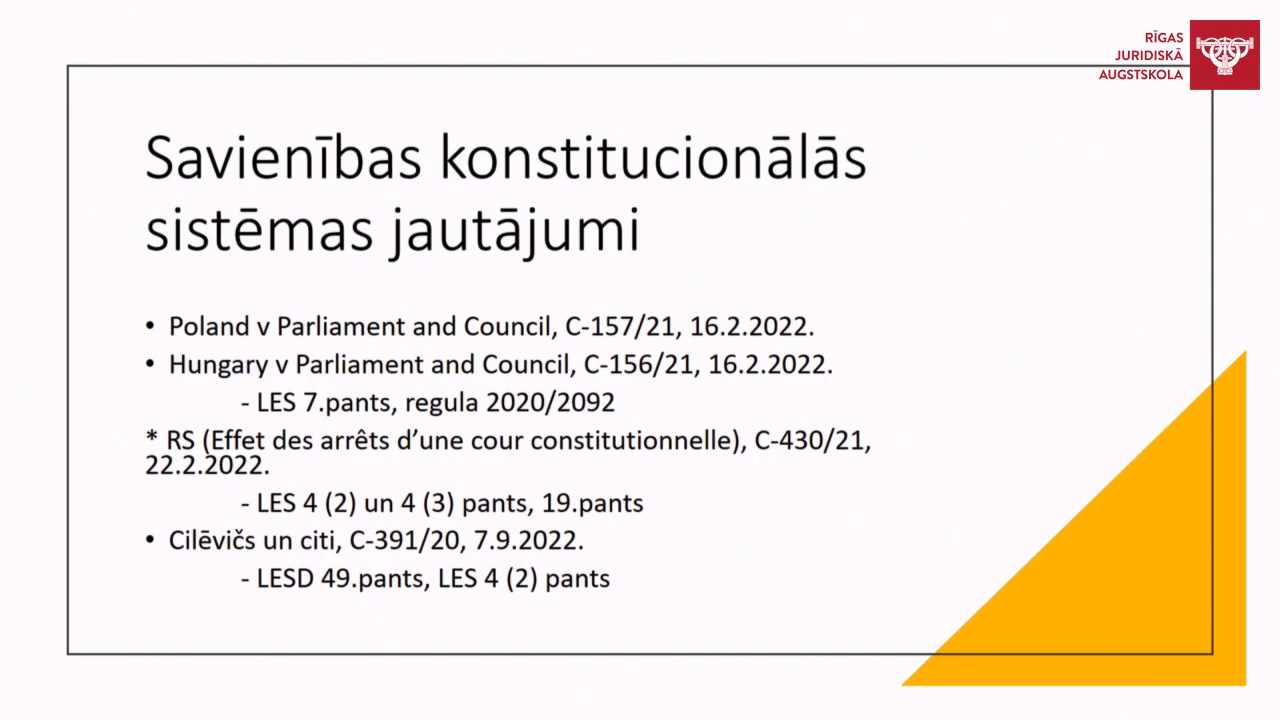 RĪGAS
JURIDISKĀ
AUGSTSKOLA
Savienības konstitucionālās
sistēmas jautājumi
• Poland v Parliament and Council, C-157/21, 16.2.2022.
• Hungary v Parliament and Council, C-156/21, 16.2.2022.
- LES 7.pants, regula 2020/2092
* RS (Effet des arrêts d’une cour constitutionnelle), C-430/21,
22.2.2022.
- LES 4 (2) un 4 (3) pants, 19.pants
• Cilēvičs un citi, C-391/20, 7.9.2022.
- LESD 49.pants, LES 4 (2) pants